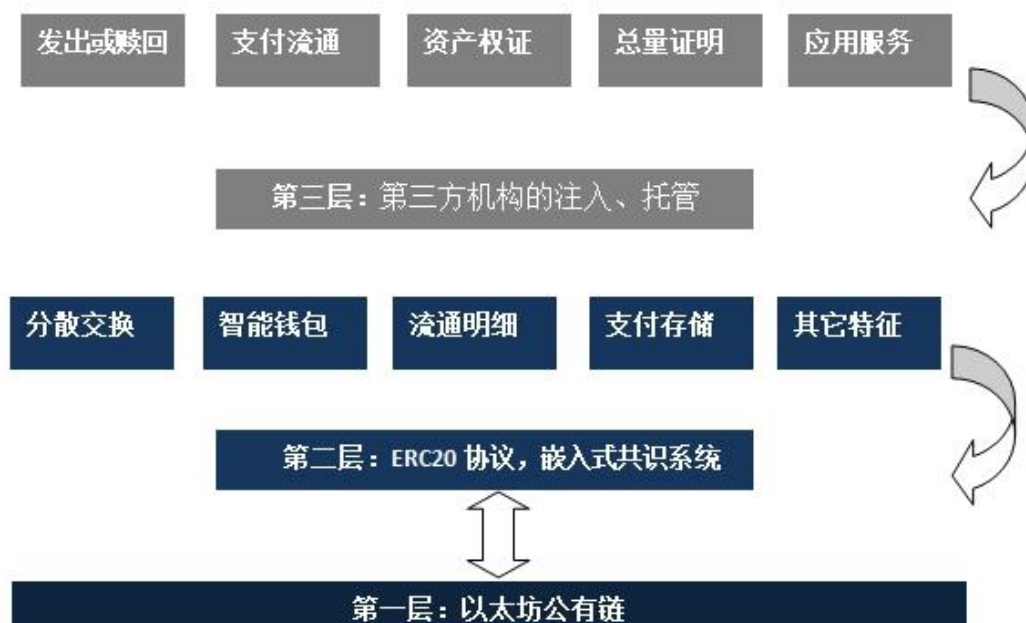 发出或赎回 支付流通 资产权证 总量证明 应用服务
第三层：第三方机构的注入、托管
分散交换 智能钱包 流通明细 支付存储 其它特征
第二层：ERC20 协议，嵌入式共识系统
第一层：以太坊公有链